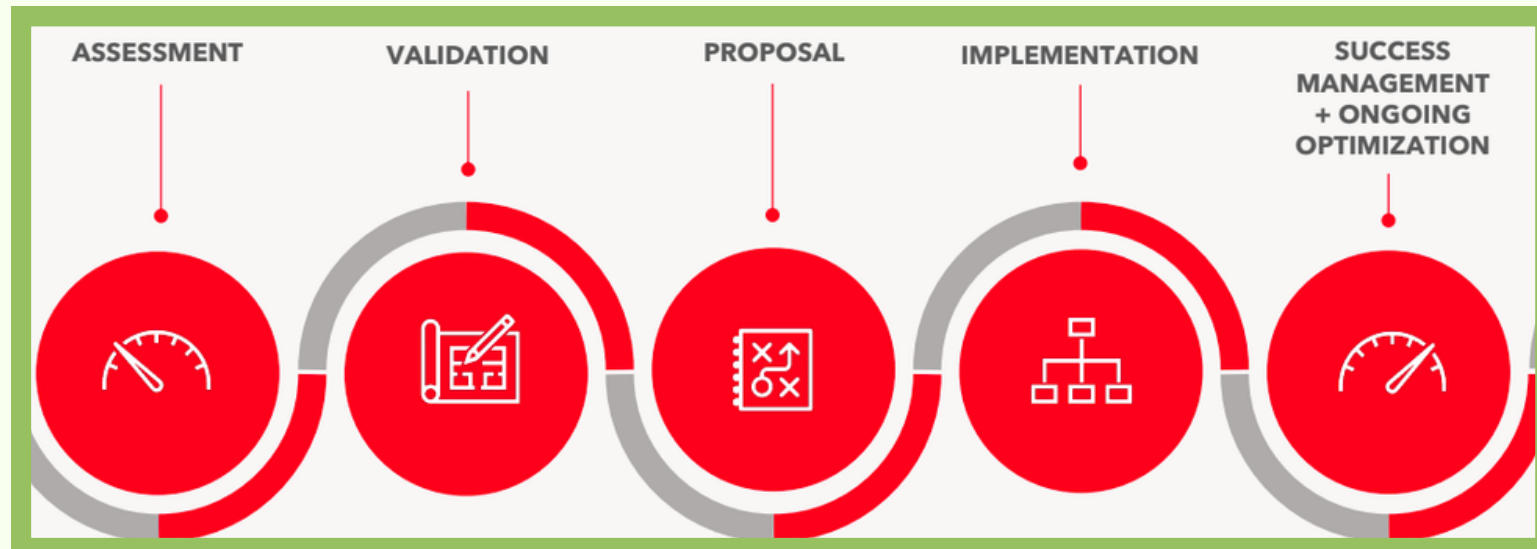 ASSESSMENT
VALIDATION
PROPOSAL
IMPLEMENTATION
SUCCESS
MANAGEMENT
+ ONGOING
OPTIMIZATION